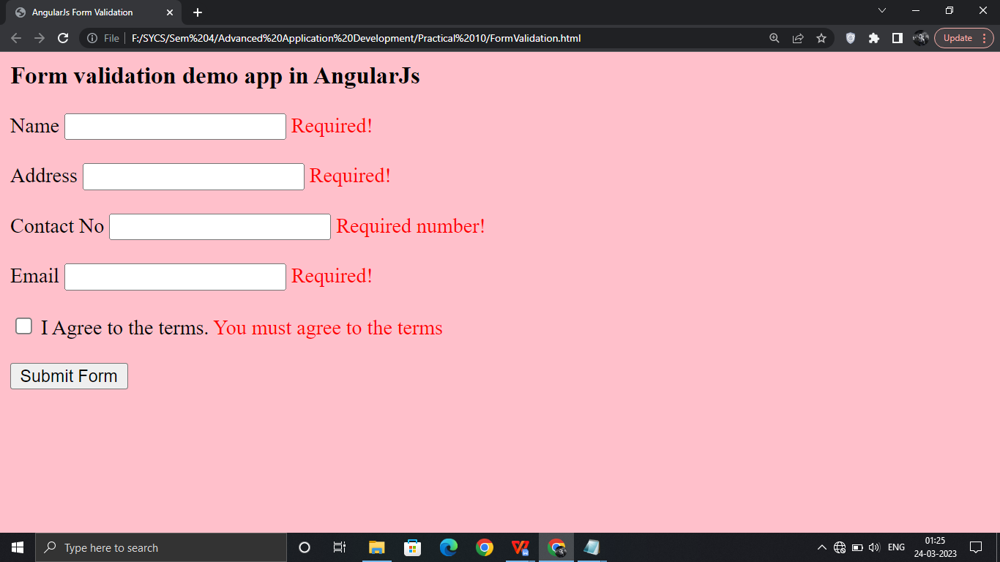 AngularJs Form Validation
File F:/SYCS/Sem%204/Advanced%20Application%20Development/Practical%2010/FormValidation.html
Update
Form validation demo app in AngularJs
Name Required!
Address Required!
Contact No Required number!
Email Required!
I Agree to the terms. You must agree to the terms
Submit Form
Type here to search
ENG
01:25
24-03-2023